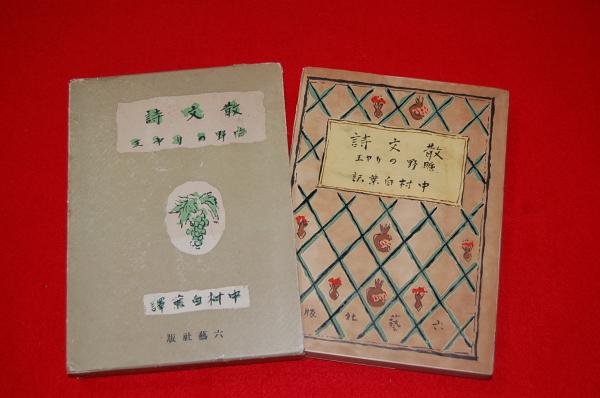 散文詩
曠野のリヤ王
中村白葉譯
六藝社版
散文詩
曠野のリヤ王
中村白葉訳
六藝社版